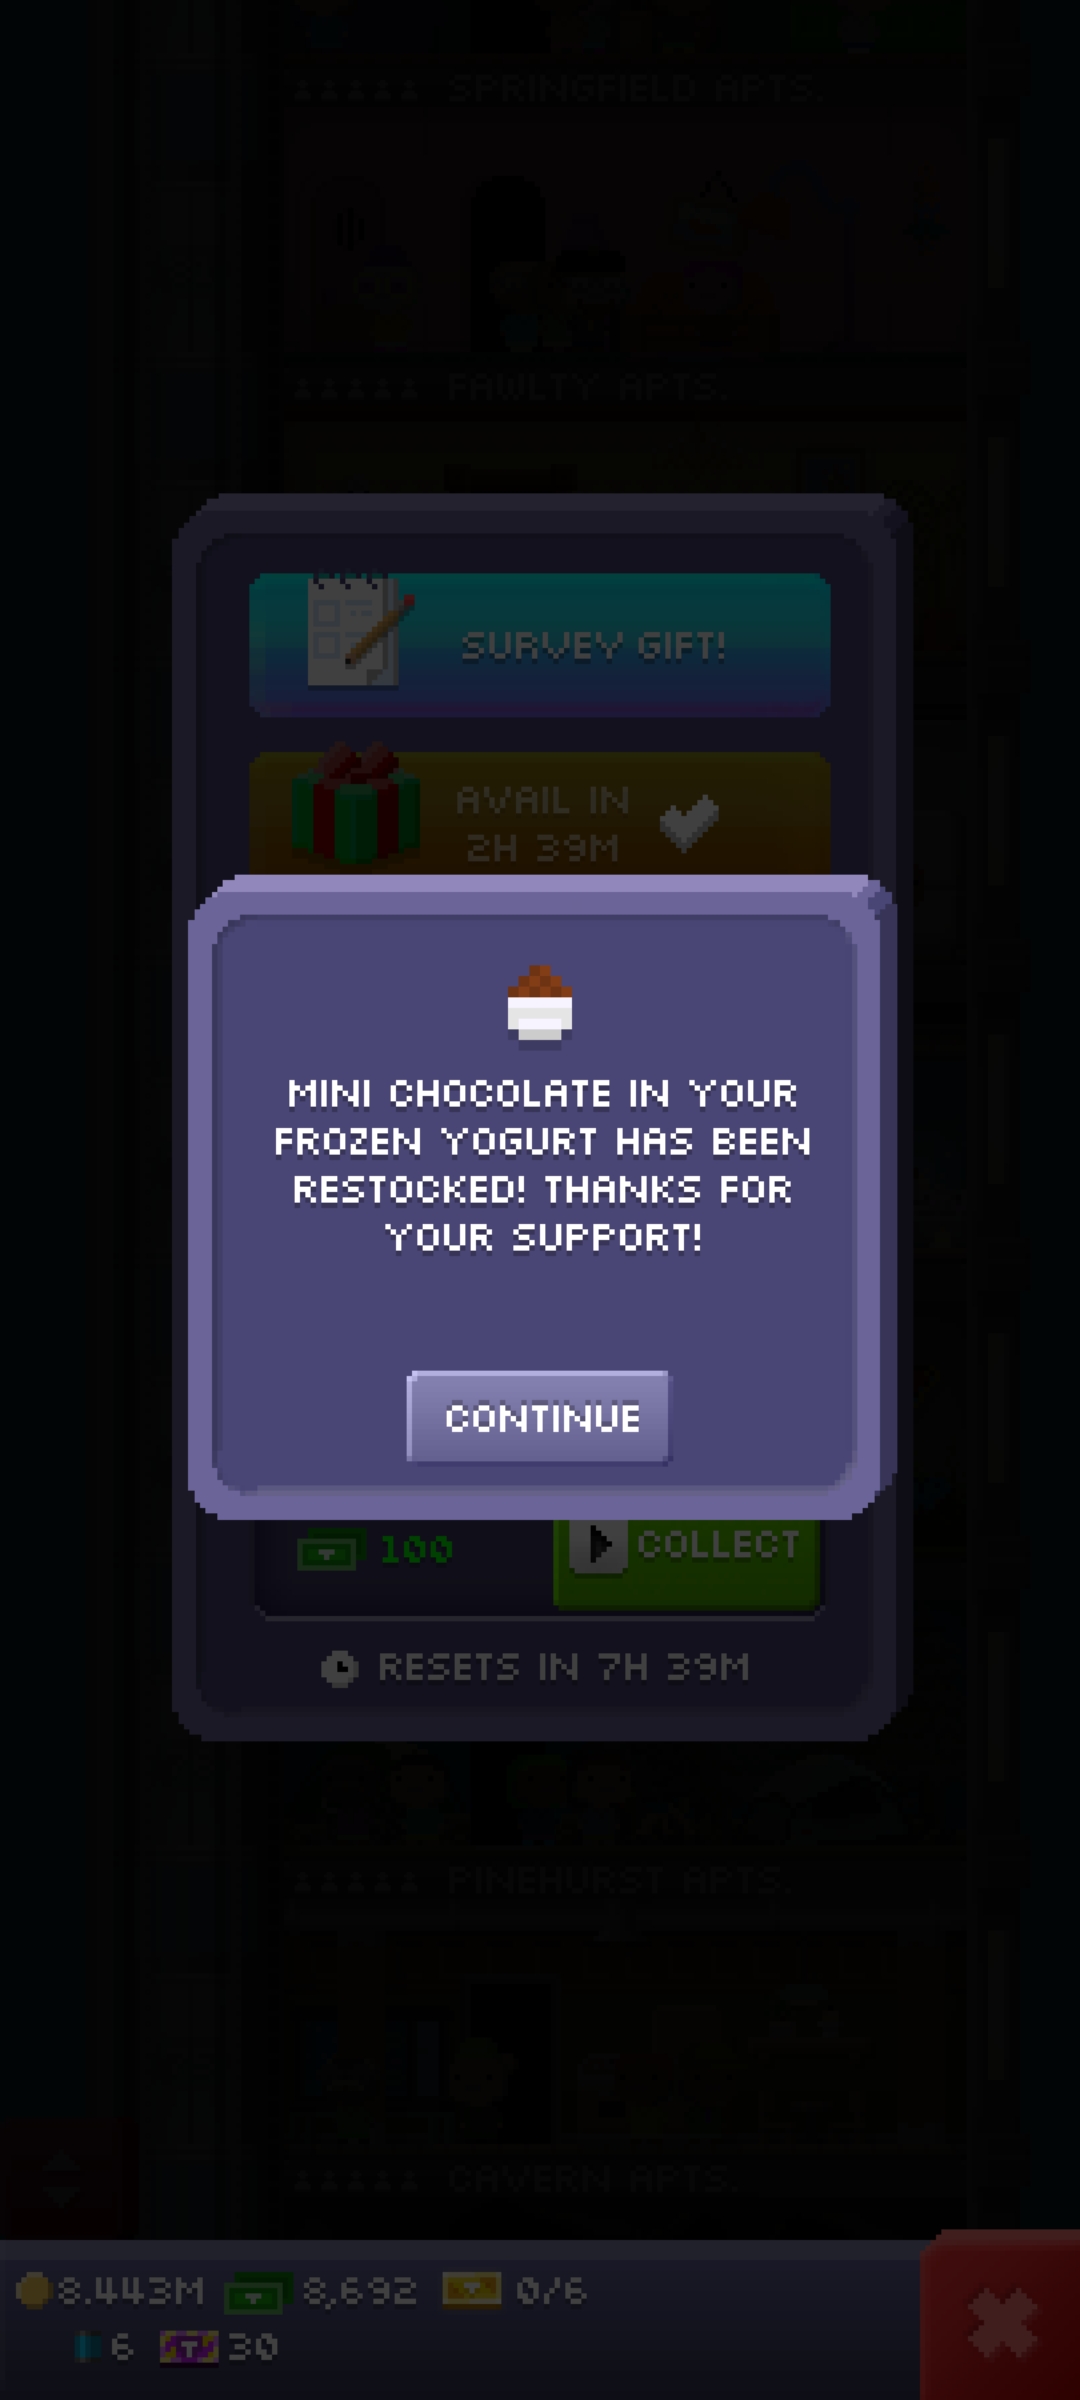 SPRINGFIELD APTS.
FAWLTY APTS.
SURVEY GIFT!
AVAIL IN
2H 39M
MINI CHOCOLATE IN YOUR
FROZEN YOGURT HAS BEEN
RESTOCKED! THANKS FOR
YOUR SUPPORT!
CONTINUE
100
COLLECT
RESETS IN 7H 39M
PINEHURST APTS.
CAVERN APTS.
8.443M 8,692 0/6
6 T 30